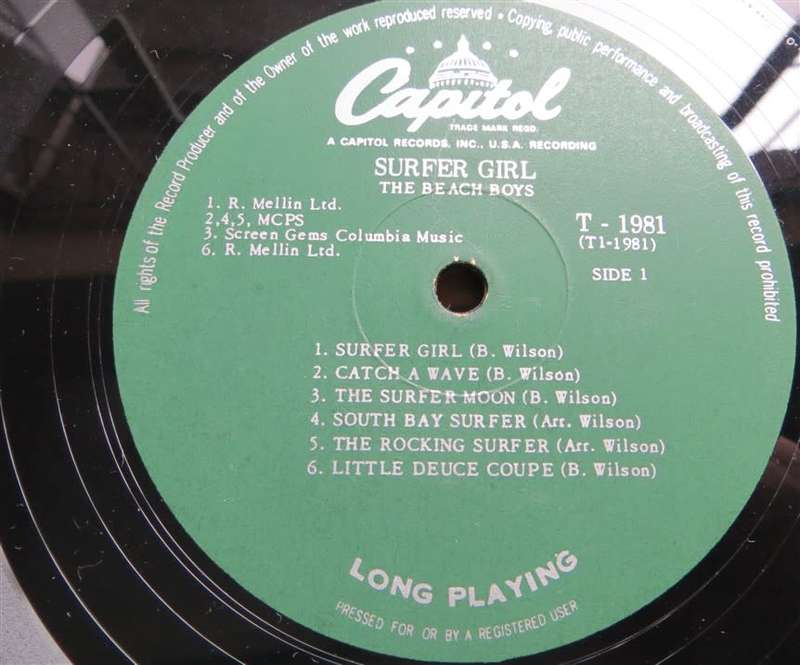 All rights of the Record Producer and of the Owner of the work reproduced reserved • Copying, public performance and broadcasting of this record prohibited
Capitol
TRADE MARK REGD.
A CAPITOL RECORDS, INC., U.S.A. RECORDING
SURFER GIRL
THE BEACH BOYS
1. R. Mellin Ltd.
2,4,5, MCPS
3. Screen Gems Columbia Music
6. R. Mellin Ltd.
T - 1981
(T1-1981)
SIDE 1
1. SURFER GIRL (B. Wilson)
2. CATCH A WAVE (B. Wilson)
3. THE SURFER MOON (B. Wilson)
4. SOUTH BAY SURFER (Arr. Wilson)
5. THE ROCKING SURFER (Arr. Wilson)
6. LITTLE DEUCE COUPE (B. Wilson)
LONG PLAYING
PRESSED FOR OR BY A REGISTERED USER